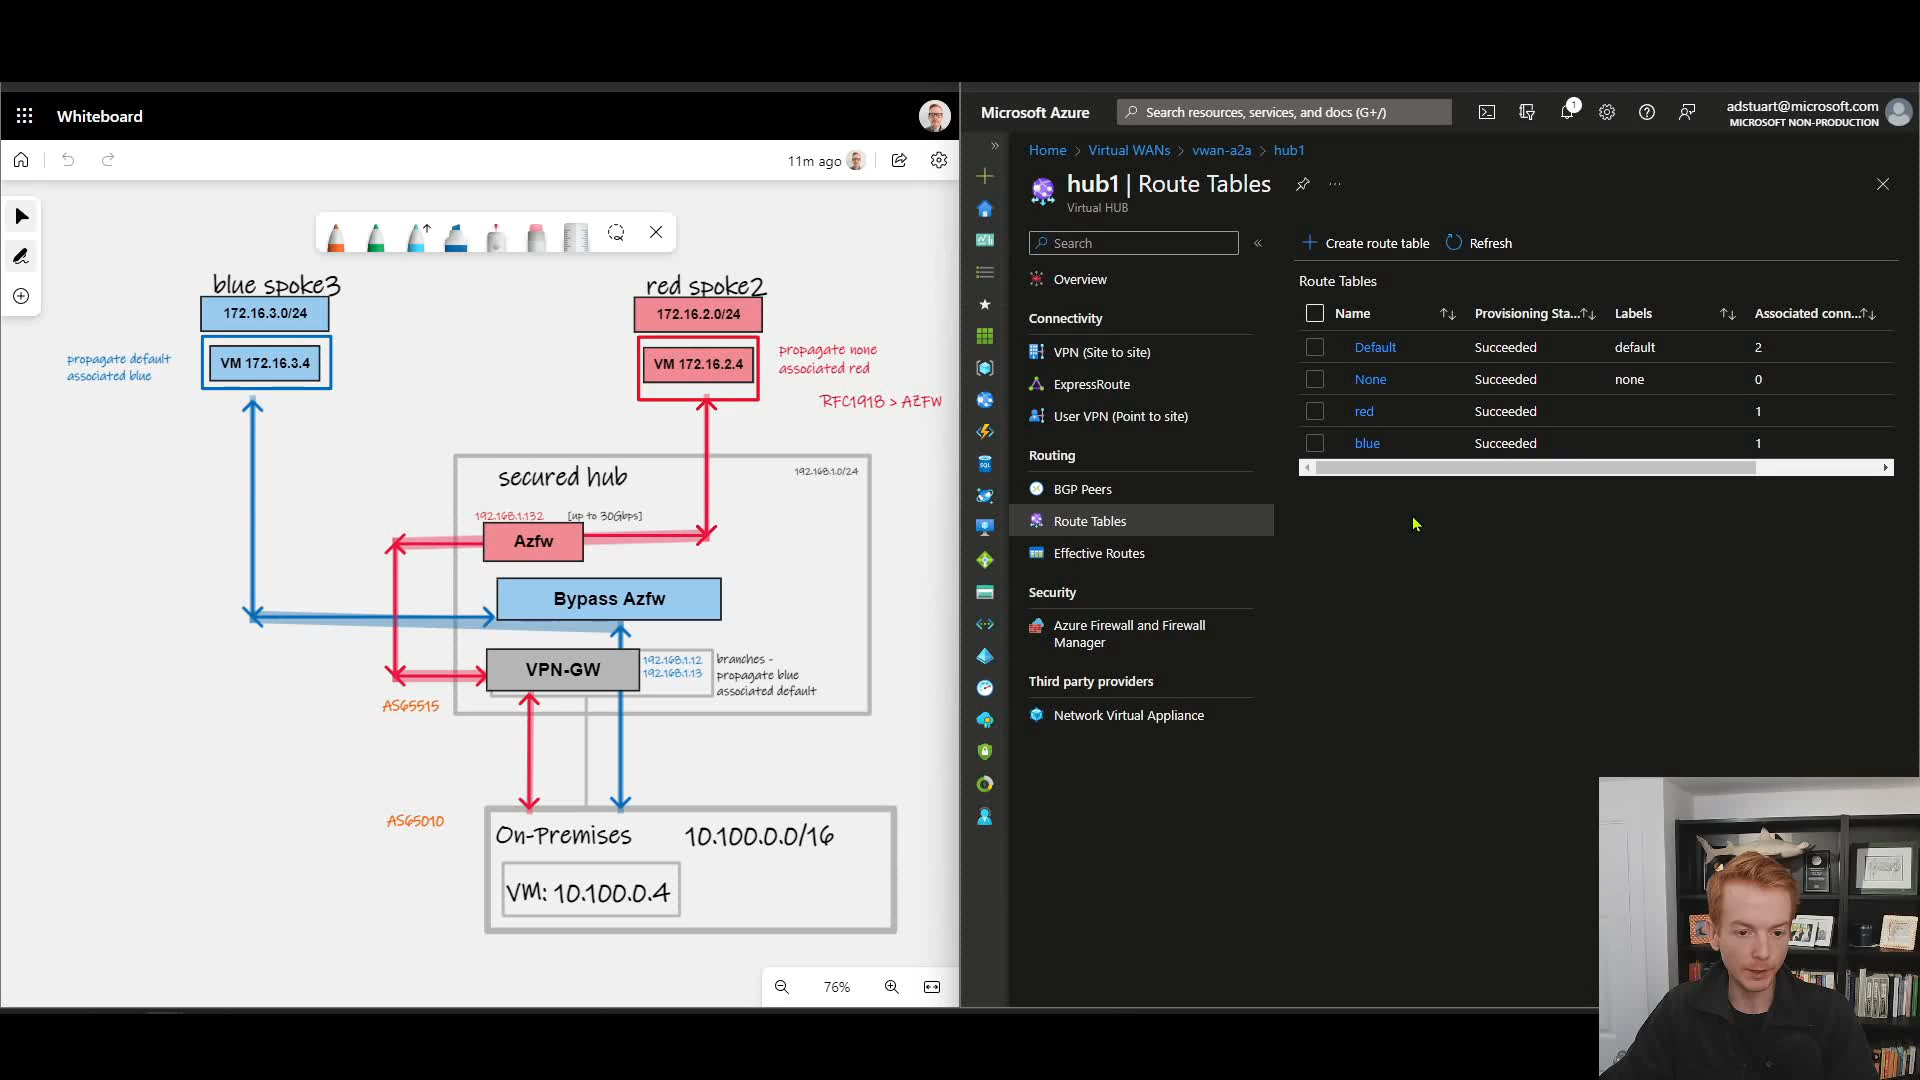 Whiteboard
11m ago
blue spoke3
172.16.3.0/24
VM 172.16.3.4
propagate default
associated blue
red spoke2
172.16.2.0/24
VM 172.16.2.4
propagate none
associated red
RFC1918 > AZFW
secured hub
192.168.1.0/24
192.168.1.132
[up to 30Gbps]
Azfw
Bypass Azfw
VPN-GW
192.168.1.12
192.168.1.13
branches -
propagate blue
associated default
AS65515
AS65010
On-Premises
10.100.0.0/16
VM: 10.100.0.4
76%
Microsoft Azure
Search resources, services, and docs (G+/)
1
adstuart@microsoft.com
MICROSOFT NON-PRODUCTION
Home > Virtual WANs > vwan-a2a > hub1
hub1 | Route Tables
Virtual HUB
Search
Overview
Connectivity
VPN (Site to site)
ExpressRoute
User VPN (Point to site)
Routing
BGP Peers
Route Tables
Effective Routes
Security
Azure Firewall and Firewall
Manager
Third party providers
Network Virtual Appliance
Create route table
Refresh
Route Tables
Name Provisioning Sta... Labels Associated conn...
Default Succeeded default 2
None Succeeded none 0
red Succeeded 1
blue Succeeded 1